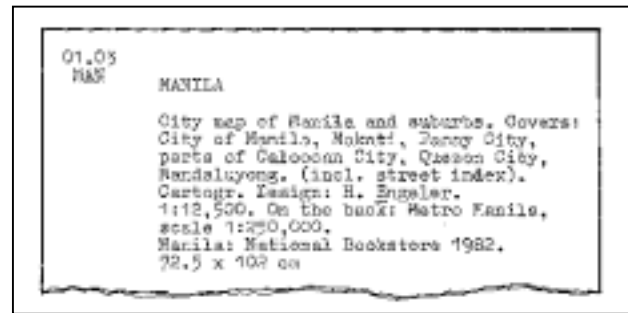 01.03
MAN
MANILA
City map of Manila and suburbs. Covers:
City of Manila, Makati, Pasay City,
parts of Caloocan City, Quezon City,
Mandaluyong. (incl. street index).
Cartogr. Design: H. Engeler.
1:12,500. On the back: Metro Manila,
scale 1:250,000.
Manila: National Bookstore 1982.
72.5 x 102 cm